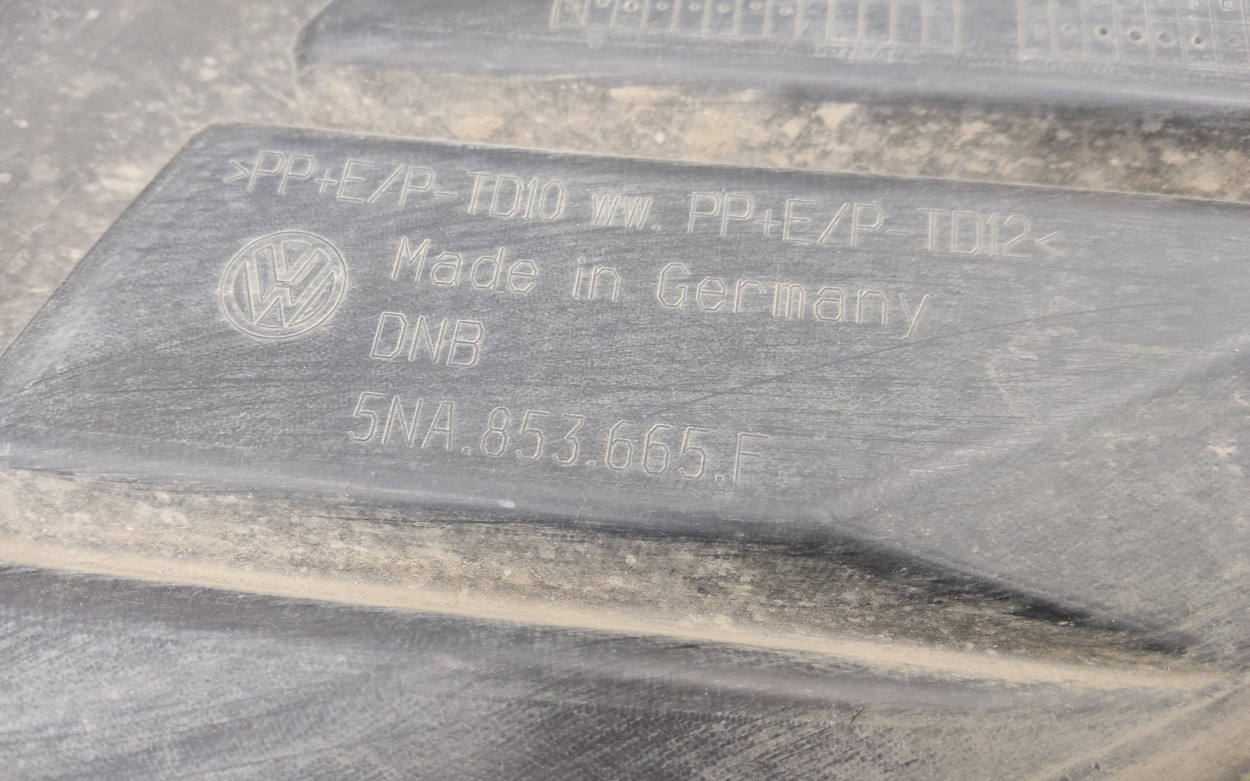 >PP+E/P-TD10 ww. PP+E/P-TD12<
Made in Germany
DNB
5NA.853.665.F